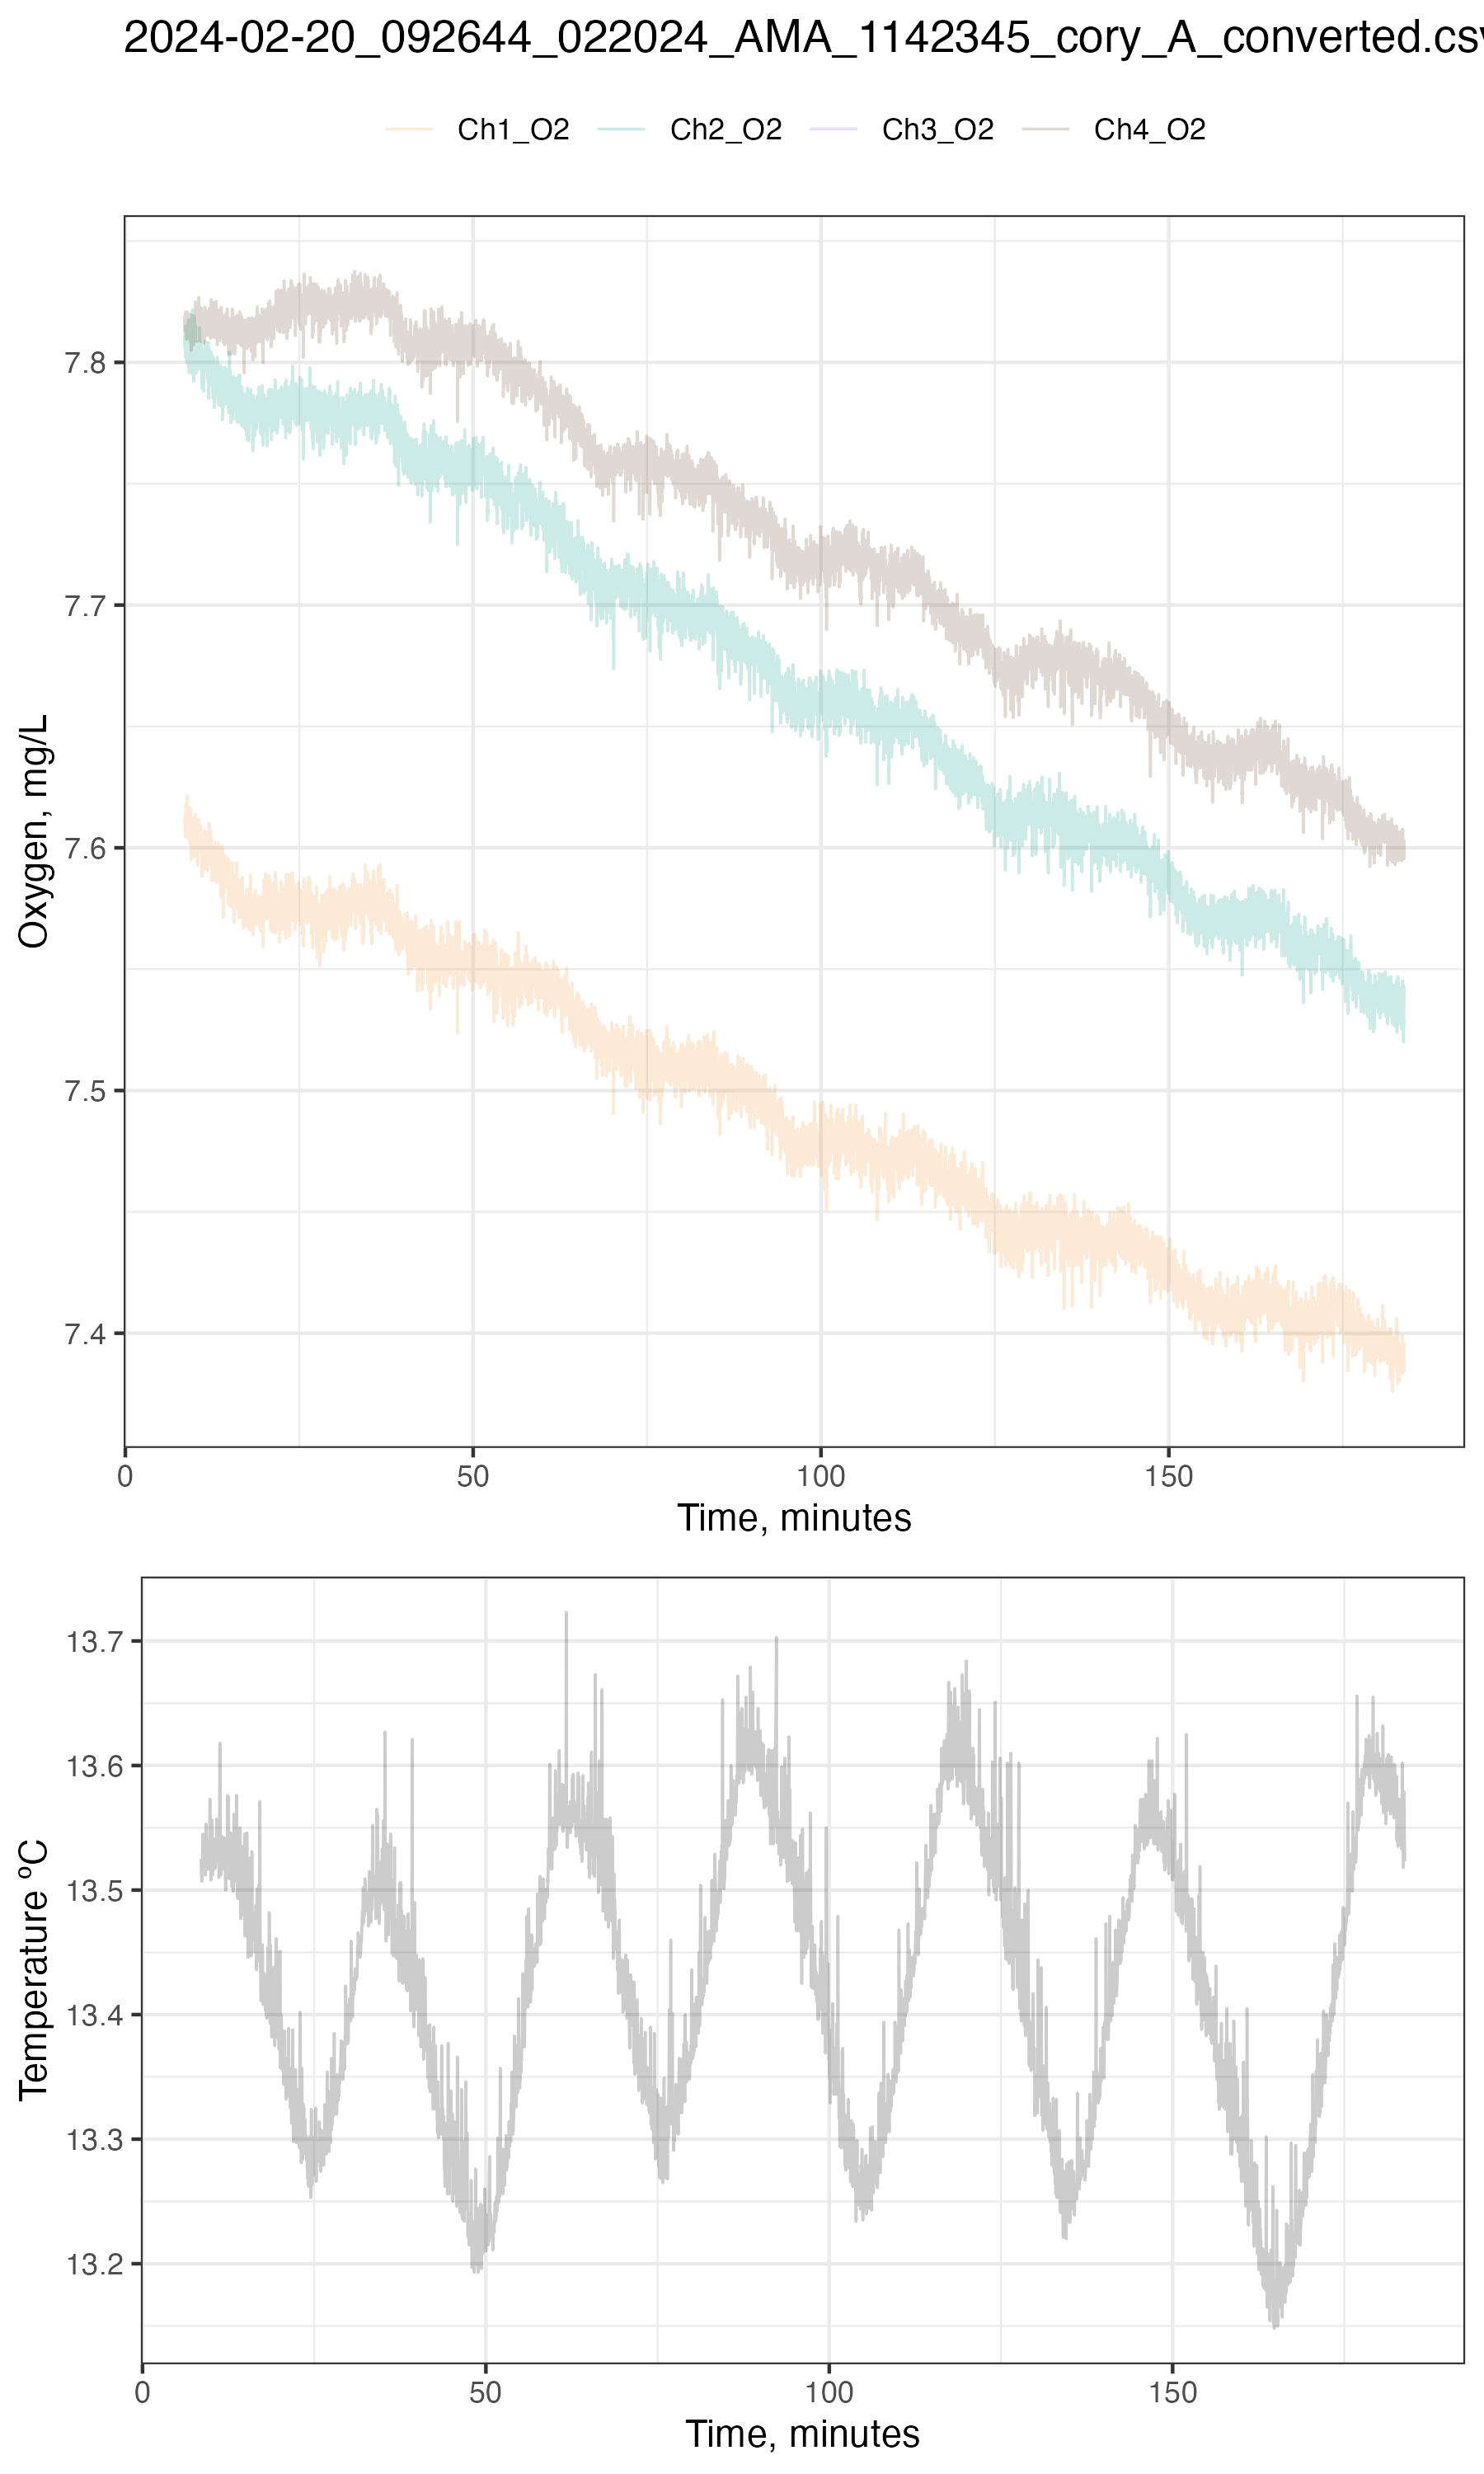 2024-02-20_092644_022024_AMA_1142345_cory_A_converted.csv
Ch1_O2 Ch2_O2 Ch3_O2 Ch4_O2
7.8
7.7
7.6
7.5
7.4
Oxygen, mg/L
0 50 100 150
Time, minutes
13.7
13.6
13.5
13.4
13.3
13.2
Temperature ºC
0 50 100 150
Time, minutes